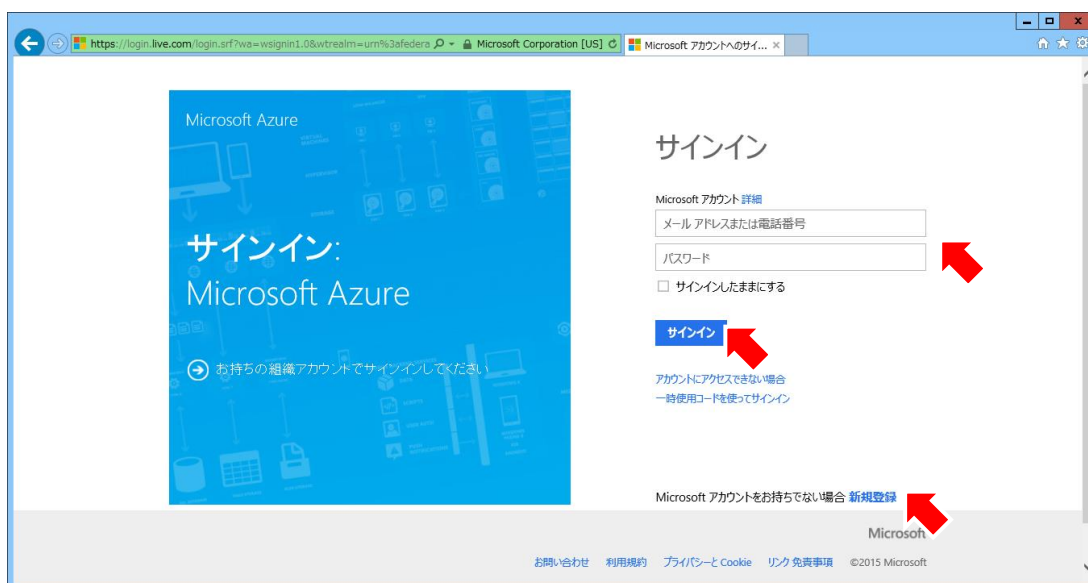 https://login.live.com/login.srf?wa=wsignin1.0&wtrealm=urn%3afedera
Microsoft Corporation [US]
Microsoft アカウントへのサイ...
Microsoft Azure
サインイン:
Microsoft Azure
お持ちの組織アカウントでサインインしてください
サインイン
Microsoft アカウント 詳細
メール アドレスまたは電話番号
パスワード
サインインしたままにする
サインイン
アカウントにアクセスできない場合
一時使用コードを使ってサインイン
Microsoft アカウントをお持ちでない場合 新規登録
Microsoft
お問い合わせ 利用規約 プライバシーと Cookie リンク 免責事項 ©2015 Microsoft